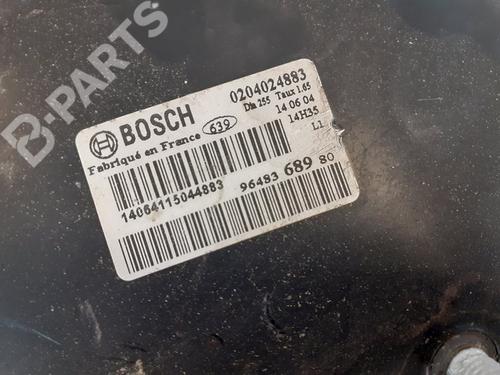 B-PARTS
BOSCH
0204024883
Dia 255 Taux 1.65
Fabriqué en France 639
14 06 04
14H35
L1
14064115044883
96483 689 80